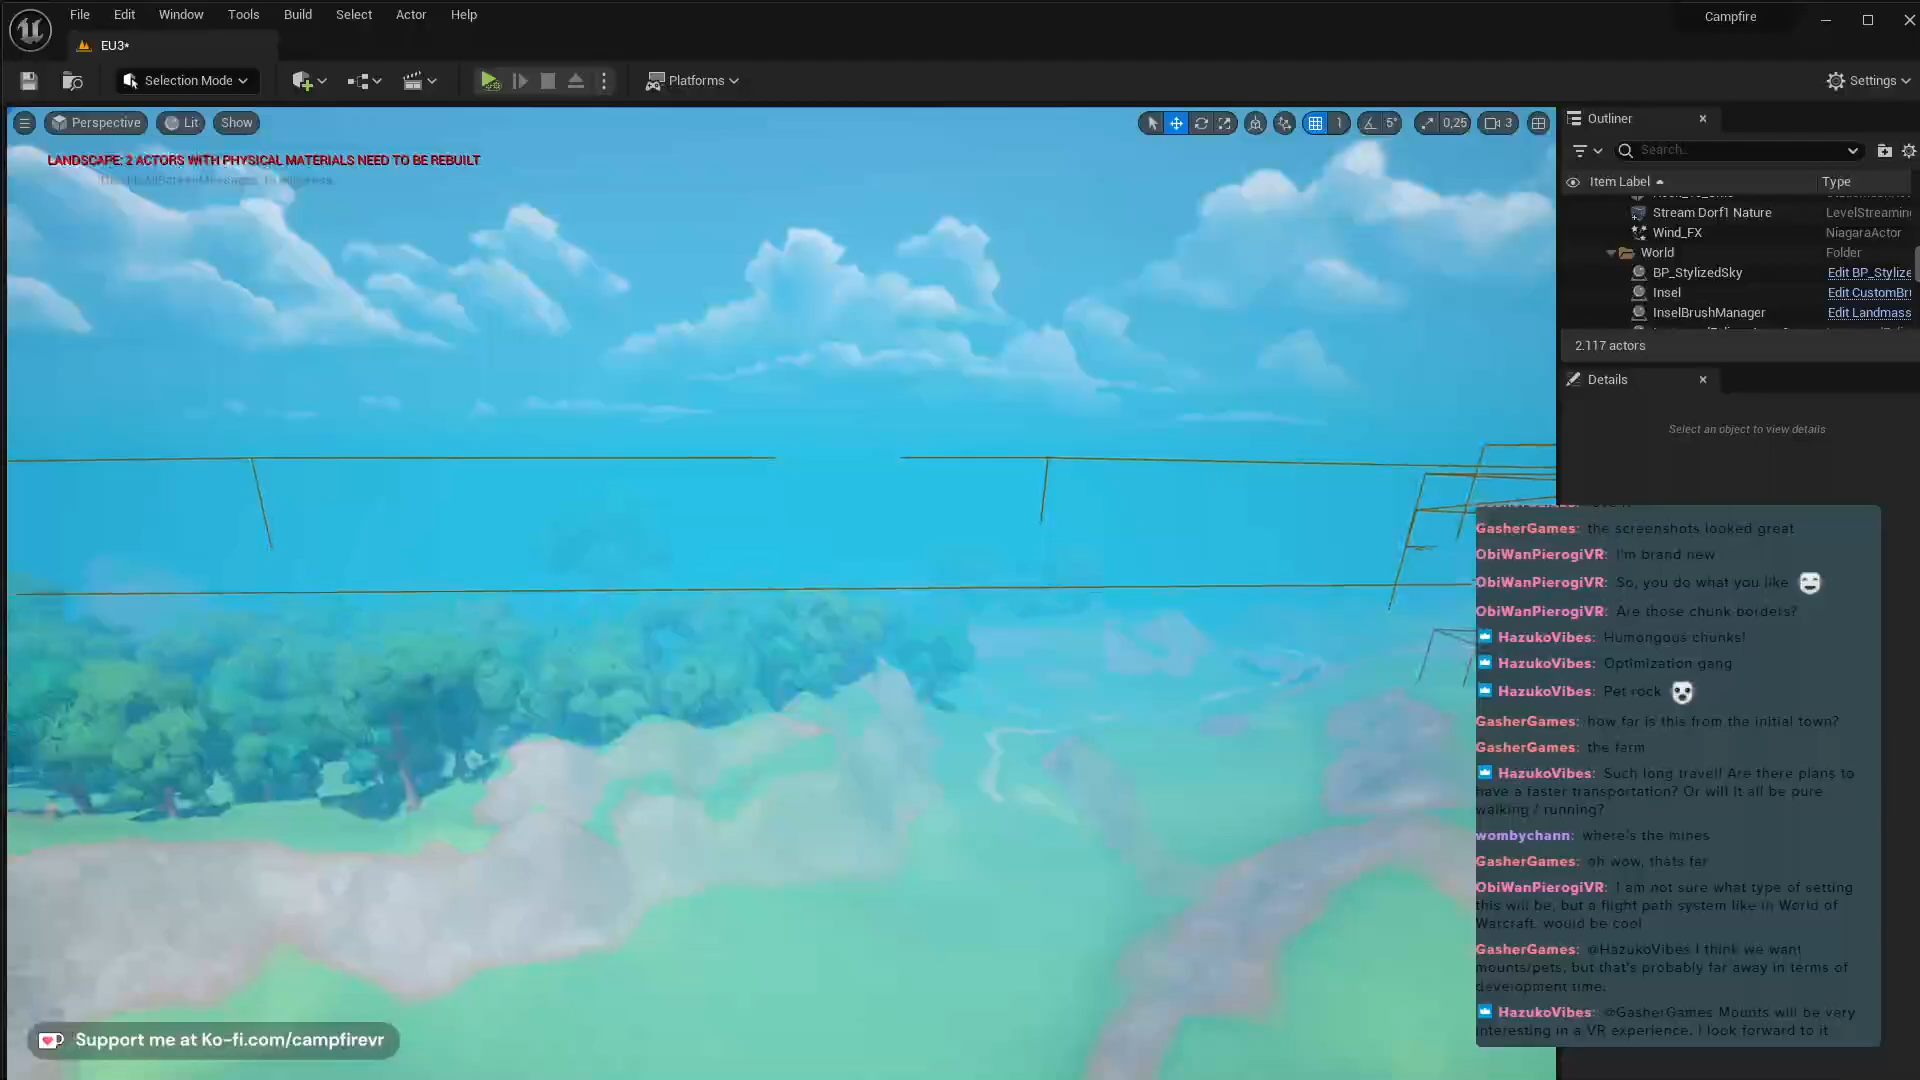 File Edit Window Tools Build Select Actor Help
Campfire
EU3*
Selection Mode
Platforms
Settings
Perspective Lit Show
1 5° 0,25 3
LANDSCAPE: 2 ACTORS WITH PHYSICAL MATERIALS NEED TO BE REBUILT
Outliner
Search...
Item Label Type
Stream Dorf1 Nature LevelStreaming
Wind_FX NiagaraActor
World Folder
BP_StylizedSky Edit BP_Stylize
Insel Edit CustomBr
InselBrushManager Edit Landmass
2.117 actors
Details
Select an object to view details
GasherGames: the screenshots looked great
ObiWanPierogiVR: I'm brand new
ObiWanPierogiVR: So, you do what you like
ObiWanPierogiVR: Are those chunk borders?
HazukoVibes: Humongous chunks!
HazukoVibes: Optimization gang
HazukoVibes: Pet rock
GasherGames: how far is this from the initial town?
GasherGames: the farm
HazukoVibes: Such long travel! Are there plans to
have a faster transportation? Or will it all be pure
walking / running?
wombychann: where's the mines
GasherGames: oh wow, thats far
ObiWanPierogiVR: I am not sure what type of setting
this will be, but a flight path system like in World of
Warcraft, would be cool
GasherGames: @HazukoVibes I think we want
mounts/pets, but that's probably far away in terms of
development time.
HazukoVibes: @GasherGames Mounts will be very
interesting in a VR experience. I look forward to it
Support me at Ko-fi.com/campfirevr